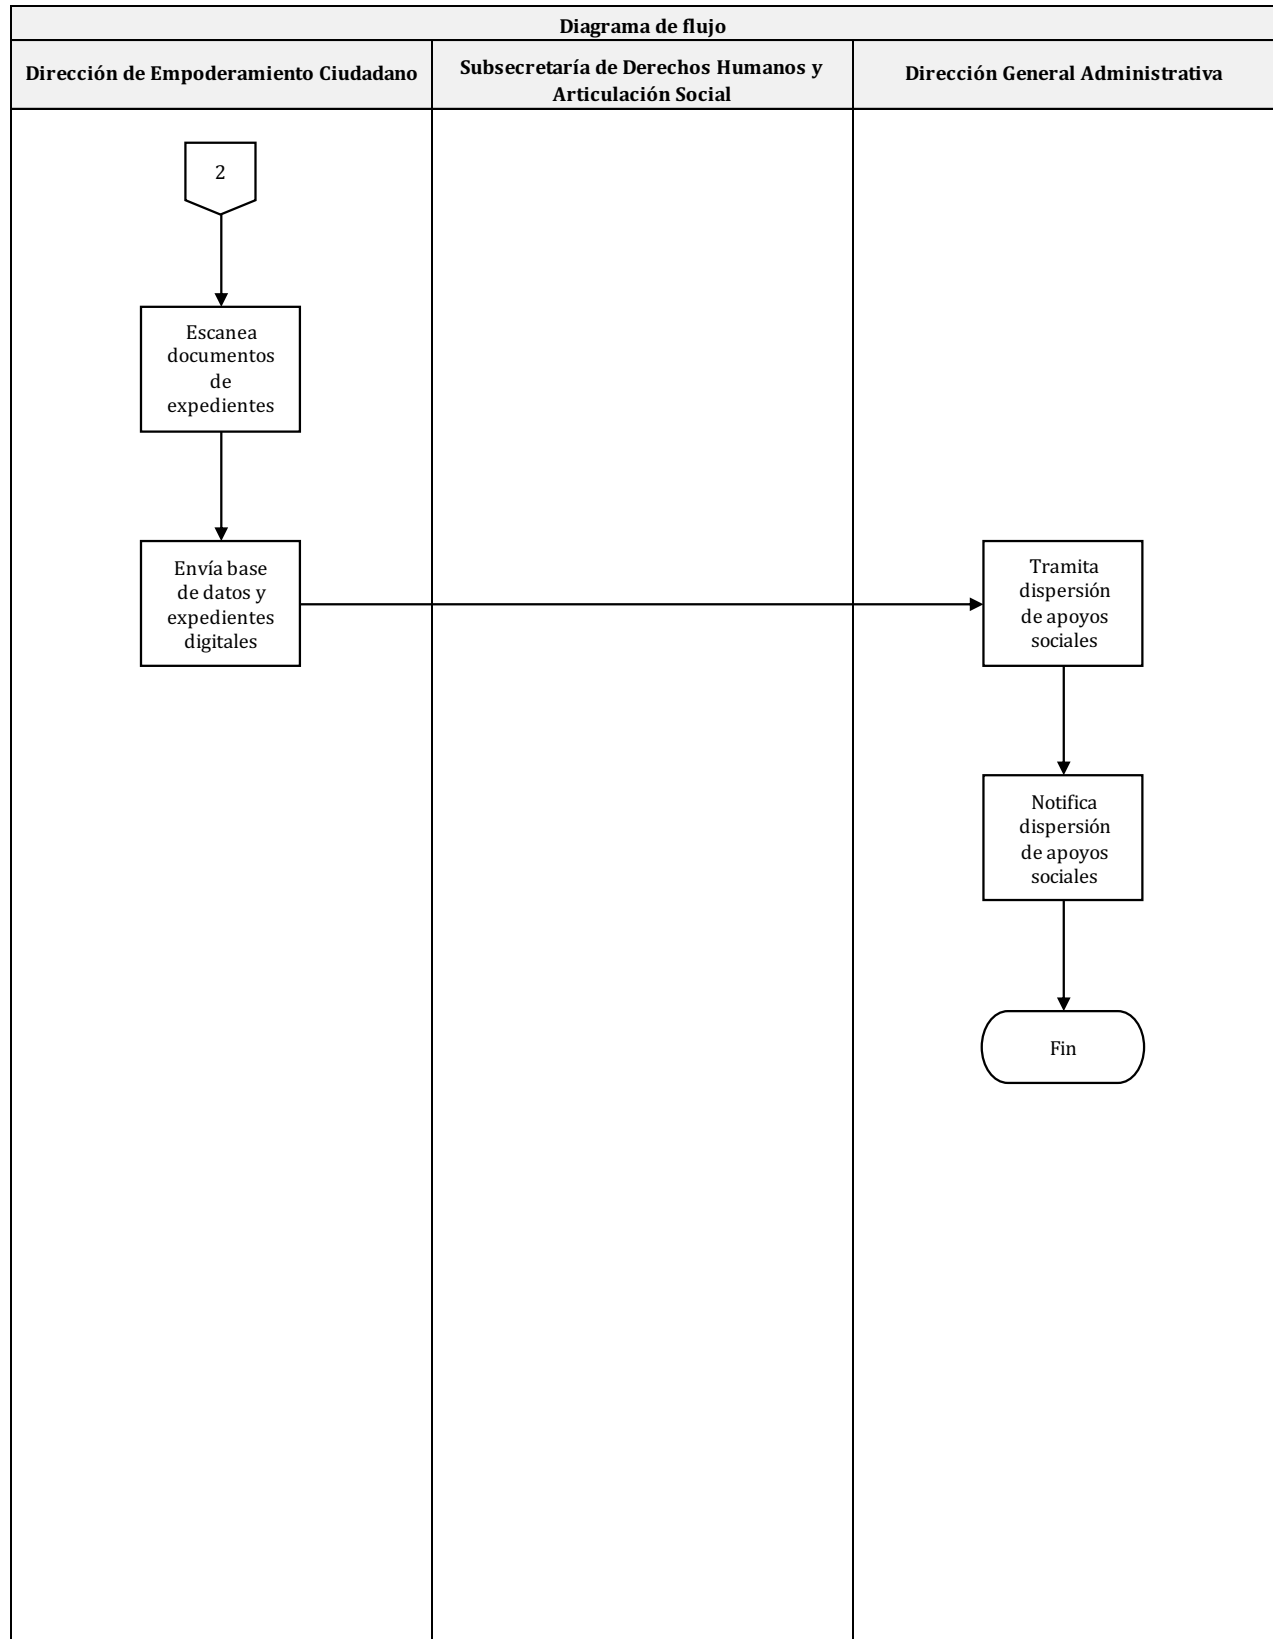 Diagrama de flujo
Dirección de Empoderamiento Ciudadano
Subsecretaría de Derechos Humanos y
Articulación Social
Dirección General Administrativa
2
Escanea
documentos
de
expedientes
Envía base
de datos y
expedientes
digitales
Tramita
dispersión
de apoyos
sociales
Notifica
dispersión
de apoyos
sociales
Fin